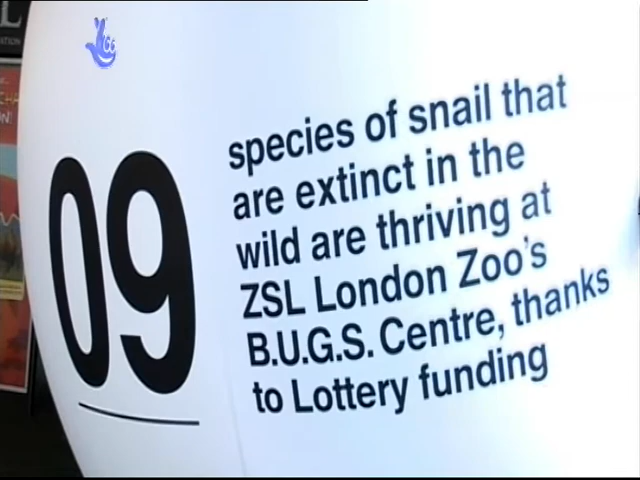 09
species of snail that
are extinct in the
wild are thriving at
ZSL London Zoo's
B.U.G.S. Centre, thanks
to Lottery funding